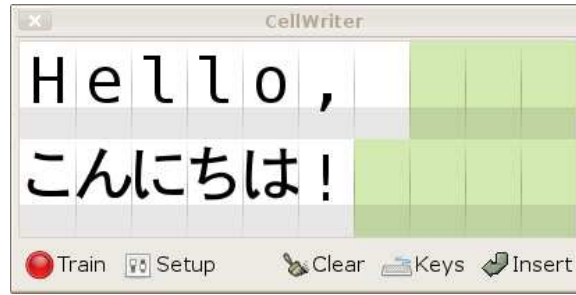 CellWriter
Hello,
こんにちは!
Train Setup Clear Keys Insert